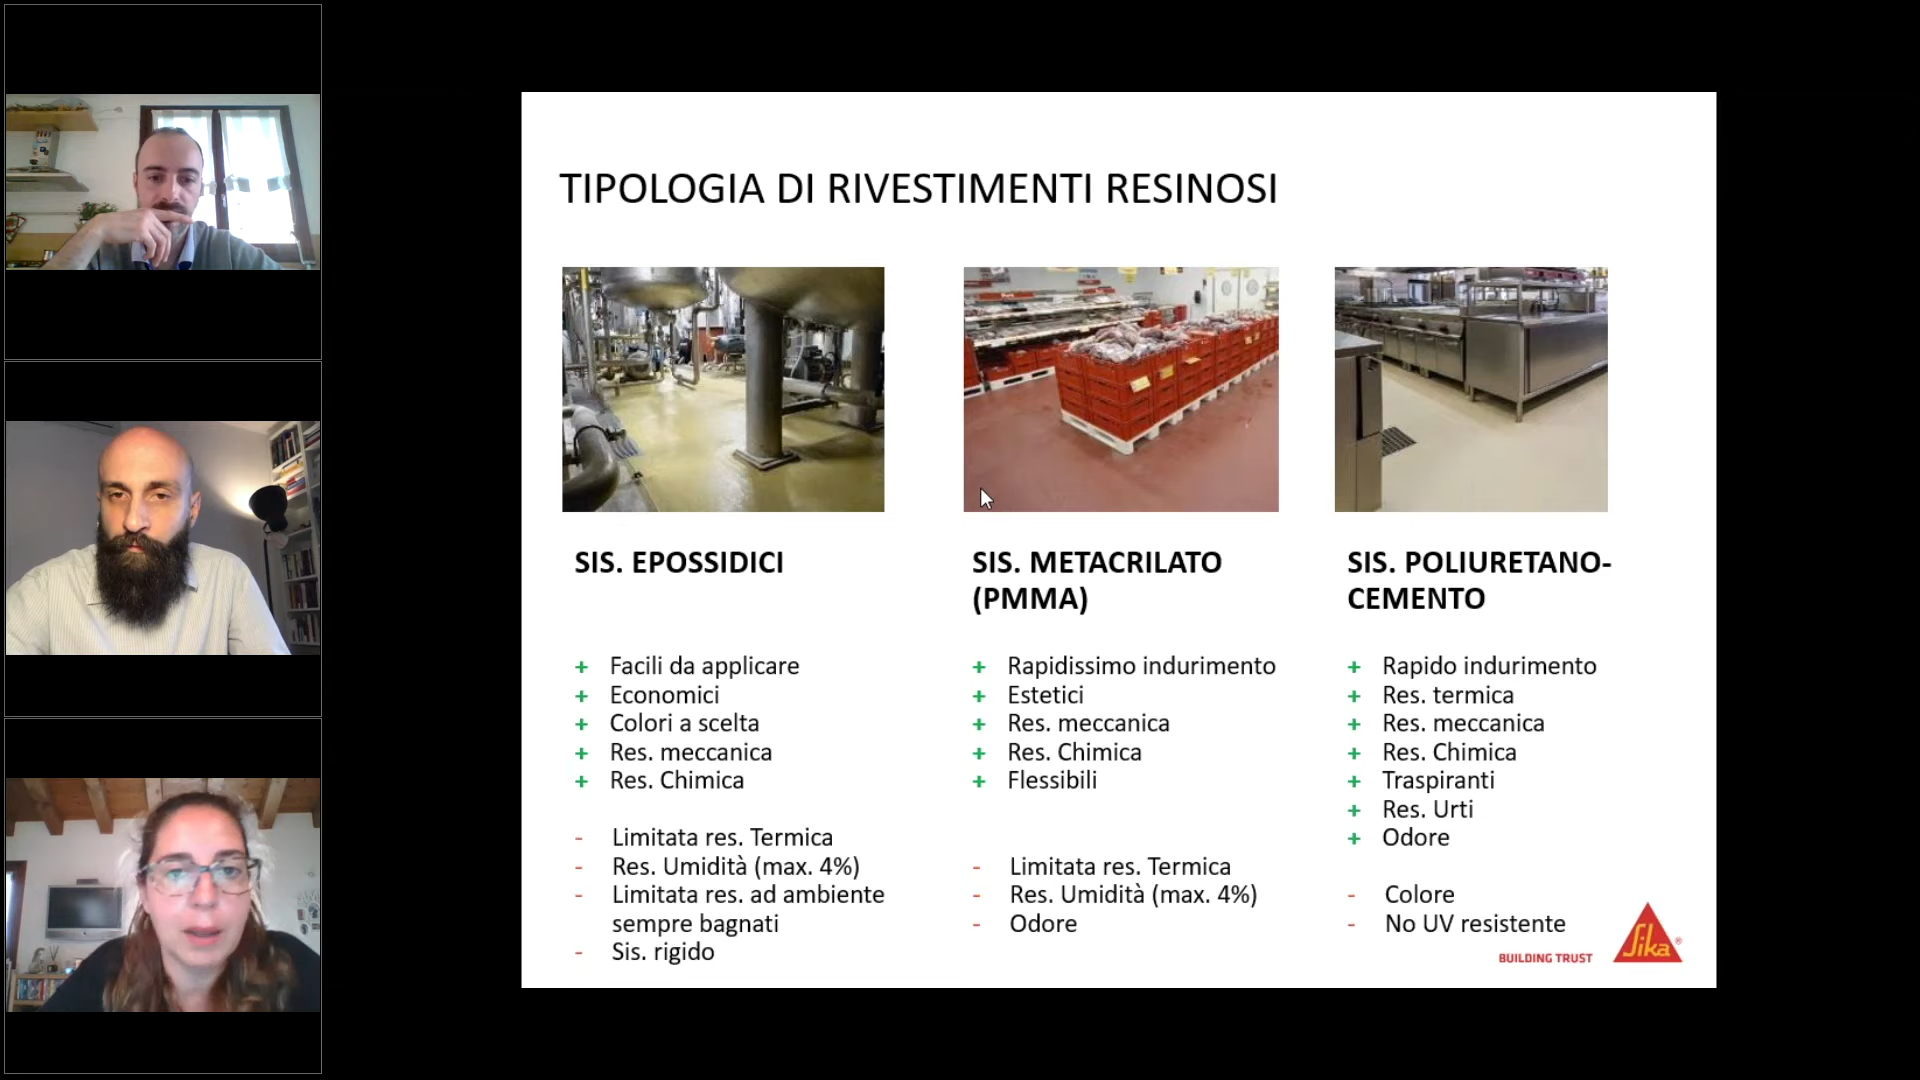 TIPOLOGIA DI RIVESTIMENTI RESINOSI
SIS. EPOSSIDICI
+ Facili da applicare
+ Economici
+ Colori a scelta
+ Res. meccanica
+ Res. Chimica
- Limitata res. Termica
- Res. Umidità (max. 4%)
- Limitata res. ad ambiente
sempre bagnati
- Sis. rigido
SIS. METACRILATO
(PMMA)
+ Rapidissimo indurimento
+ Estetici
+ Res. meccanica
+ Res. Chimica
+ Flessibili
- Limitata res. Termica
- Res. Umidità (max. 4%)
- Odore
SIS. POLIURETANO-
CEMENTO
+ Rapido indurimento
+ Res. termica
+ Res. meccanica
+ Res. Chimica
+ Traspiranti
+ Res. Urti
+ Odore
- Colore
- No UV resistente
BUILDING TRUST
Sika®